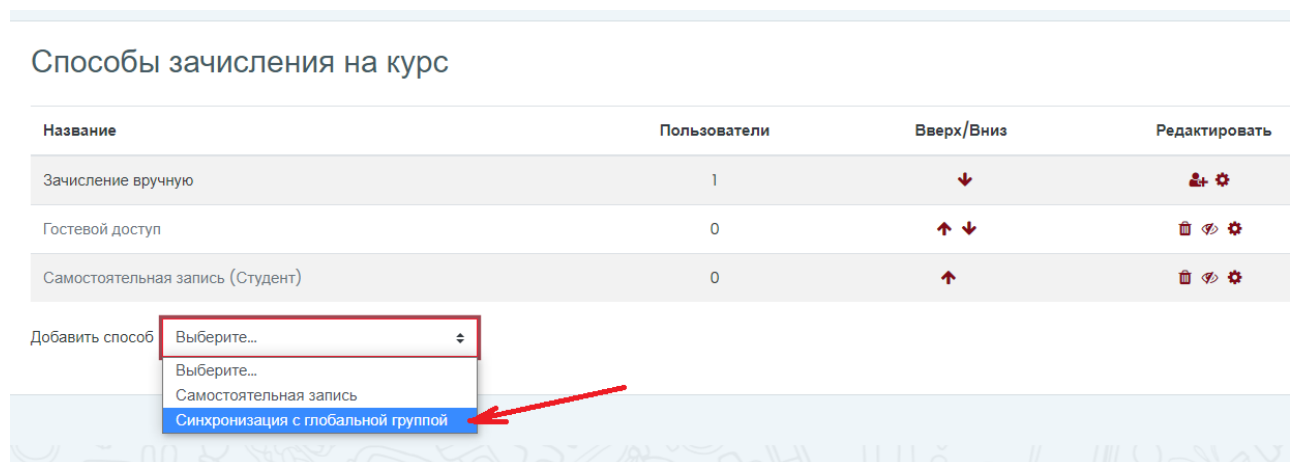 Способы зачисления на курс
Название Пользователи Вверх/Вниз Редактировать
Зачисление вручную 1
Гостевой доступ 0
Самостоятельная запись (Студент) 0
Добавить способ Выберите...
Выберите...
Самостоятельная запись
Синхронизация с глобальной группой